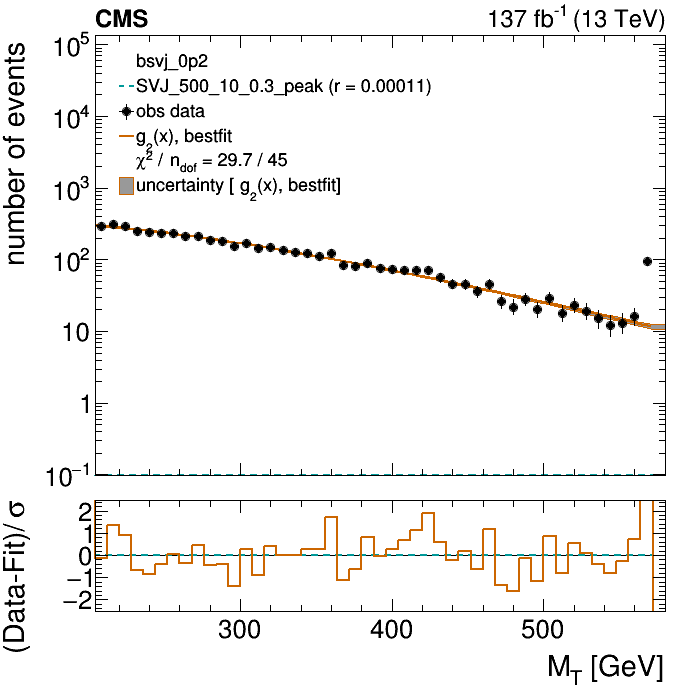 CMS 137 fb⁻¹ (13 TeV)
bsvj_0p2
SVJ_500_10_0.3_peak (r = 0.00011)
obs data
g₂(x), bestfit
χ² / n_dof = 29.7 / 45
uncertainty [ g₂(x), bestfit]
number of events
10⁵
10⁴
10³
10²
10
1
10⁻¹
(Data-Fit)/σ
2
1
0
−1
−2
300 400 500
M_T [GeV]